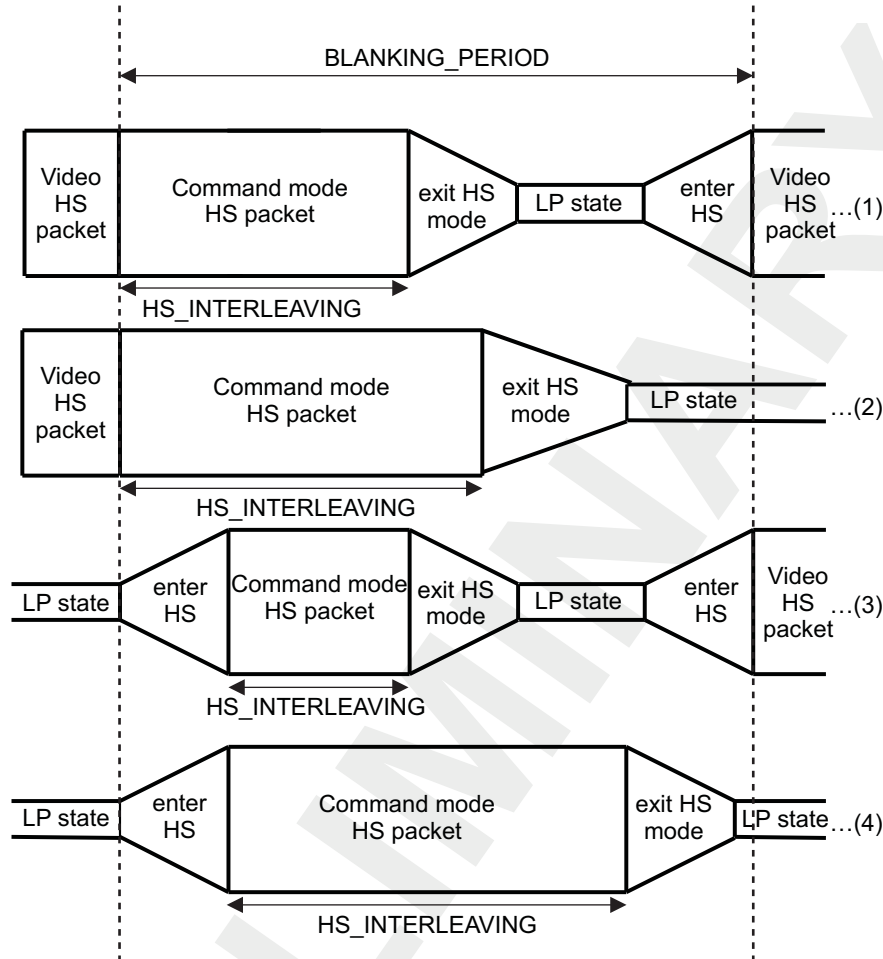 BLANKING_PERIOD
Video
HS
packet
Command mode
HS packet
exit HS
mode
LP state
enter
HS
Video
HS
packet
…(1)
HS_INTERLEAVING
Video
HS
packet
Command mode
HS packet
exit HS
mode
LP state
…(2)
HS_INTERLEAVING
LP state
enter
HS
Command mode
HS packet
exit HS
mode
LP state
enter
HS
Video
HS
packet
…(3)
HS_INTERLEAVING
LP state
enter
HS
Command mode
HS packet
exit HS
mode
LP state
…(4)
HS_INTERLEAVING
LIMINARY